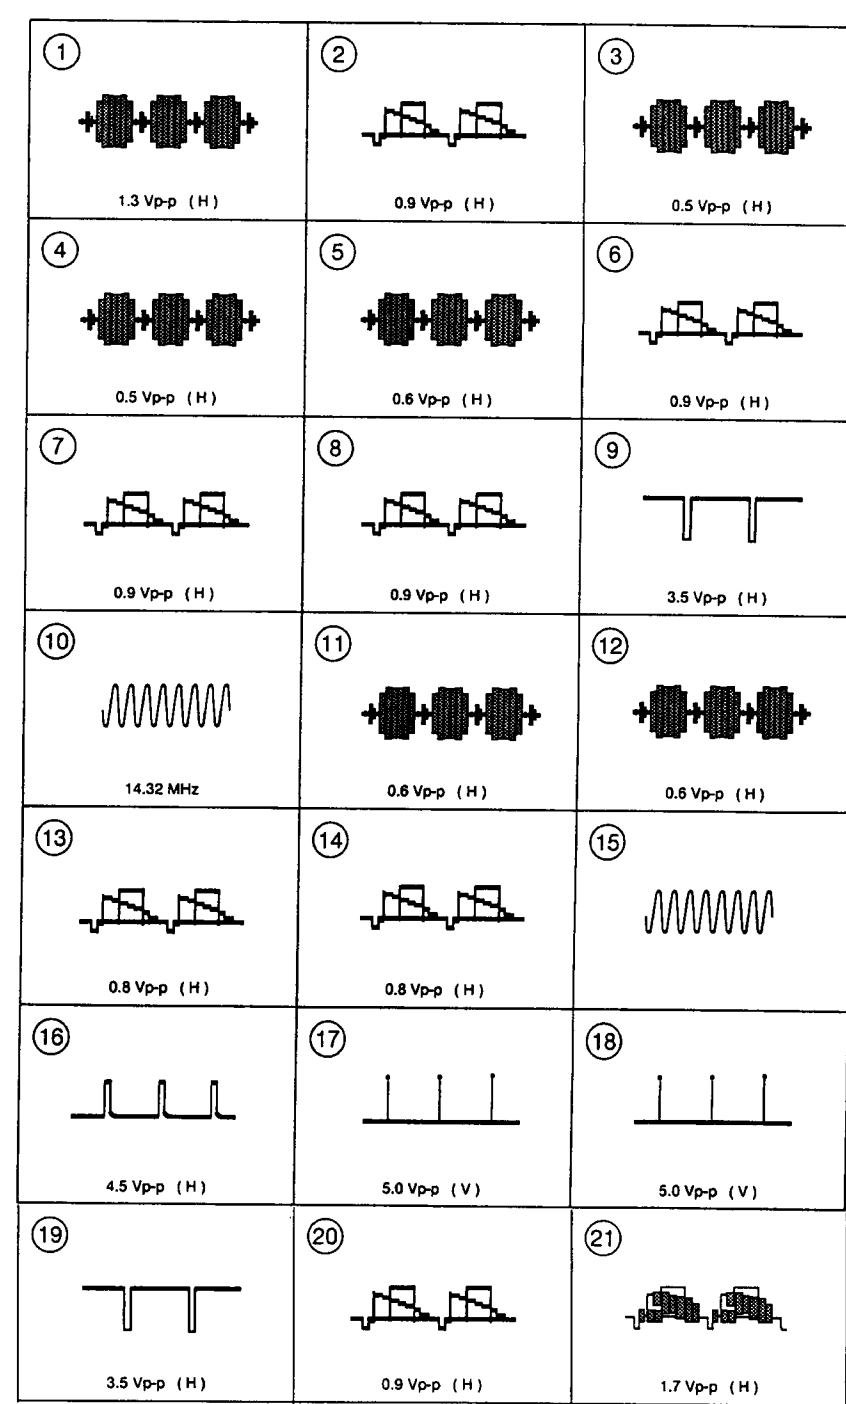 1 2 3
1.3 Vp-p ( H ) 0.9 Vp-p ( H ) 0.5 Vp-p ( H )
4 5 6
0.5 Vp-p ( H ) 0.6 Vp-p ( H ) 0.9 Vp-p ( H )
7 8 9
0.9 Vp-p ( H ) 0.9 Vp-p ( H ) 3.5 Vp-p ( H )
10 11 12
14.32 MHz 0.6 Vp-p ( H ) 0.6 Vp-p ( H )
13 14 15
0.8 Vp-p ( H ) 0.8 Vp-p ( H )
16 17 18
4.5 Vp-p ( H ) 5.0 Vp-p ( V ) 5.0 Vp-p ( V )
19 20 21
3.5 Vp-p ( H ) 0.9 Vp-p ( H ) 1.7 Vp-p ( H )